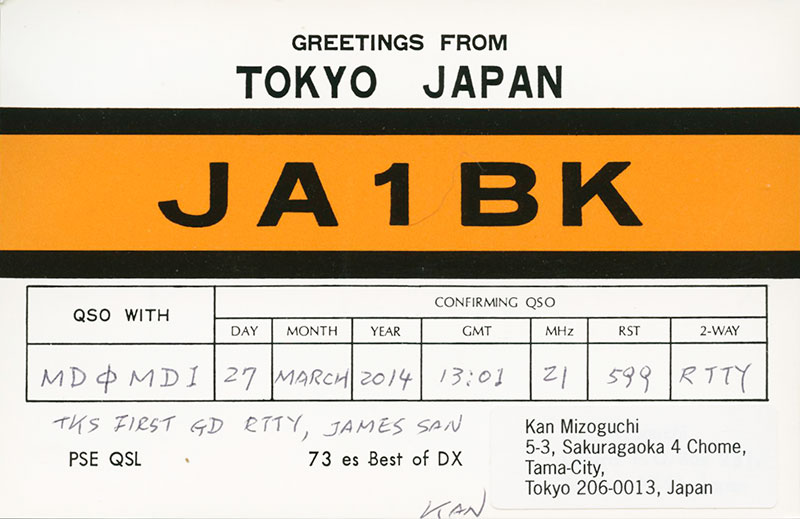 GREETINGS FROM
TOKYO JAPAN
JA1BK
QSO WITH
CONFIRMING QSO
DAY MONTH YEAR GMT MHz RST 2-WAY
MDφMDI 27 MARCH 2014 13:01 21 599 RTTY
TKS FIRST GD RTTY, JAMES SAN
PSE QSL 73 es Best of DX
KAN
Kan Mizoguchi
5-3, Sakuragaoka 4 Chome,
Tama-City,
Tokyo 206-0013, Japan